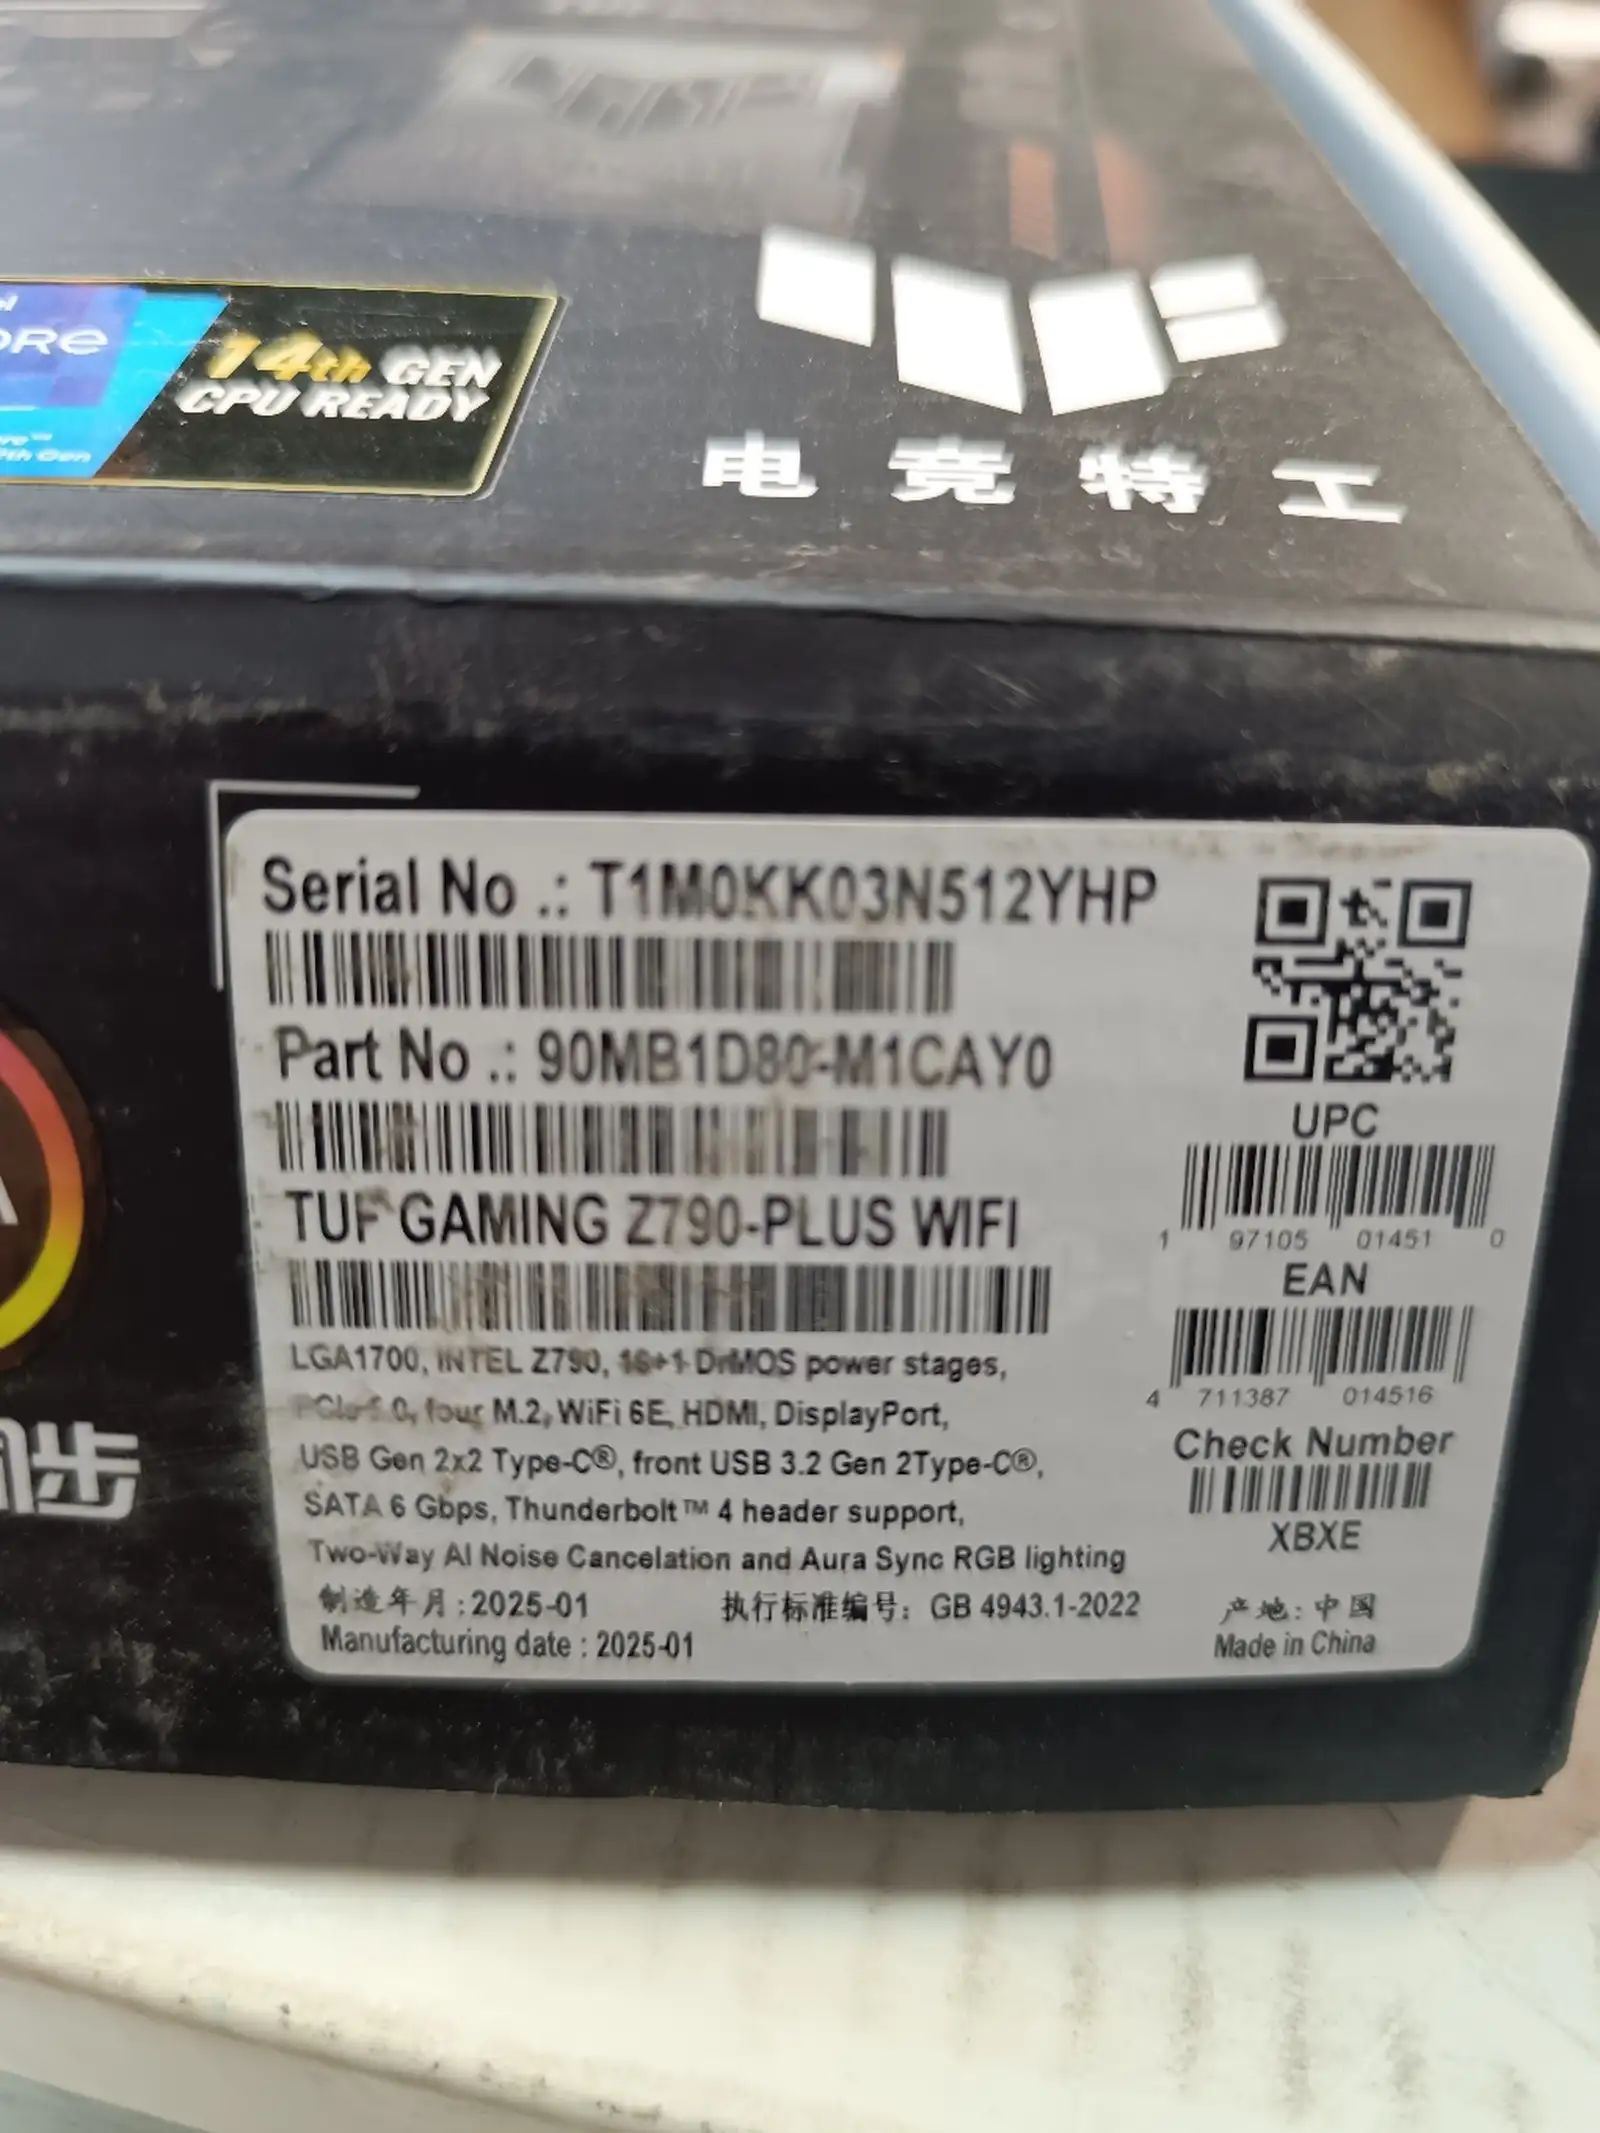 ORE
14th GEN
CPU READY
电竞特工
Serial No .: T1M0KK03N512YHP
Part No .: 90MB1D80-M1CAY0
TUF GAMING Z790-PLUS WIFI
LGA1700, INTEL Z790, 16+1 DrMOS power stages,
PCIe 5.0, four M.2, WiFi 6E, HDMI, DisplayPort,
USB Gen 2x2 Type-C®, front USB 3.2 Gen 2Type-C®,
SATA 6 Gbps, Thunderbolt™ 4 header support,
Two-Way AI Noise Cancelation and Aura Sync RGB lighting
制造年月:2025-01 执行标准编号: GB 4943.1-2022
Manufacturing date : 2025-01
UPC
1 97105 01451 0
EAN
4 711387 014516
Check Number
XBXE
产地:中国
Made in China
步